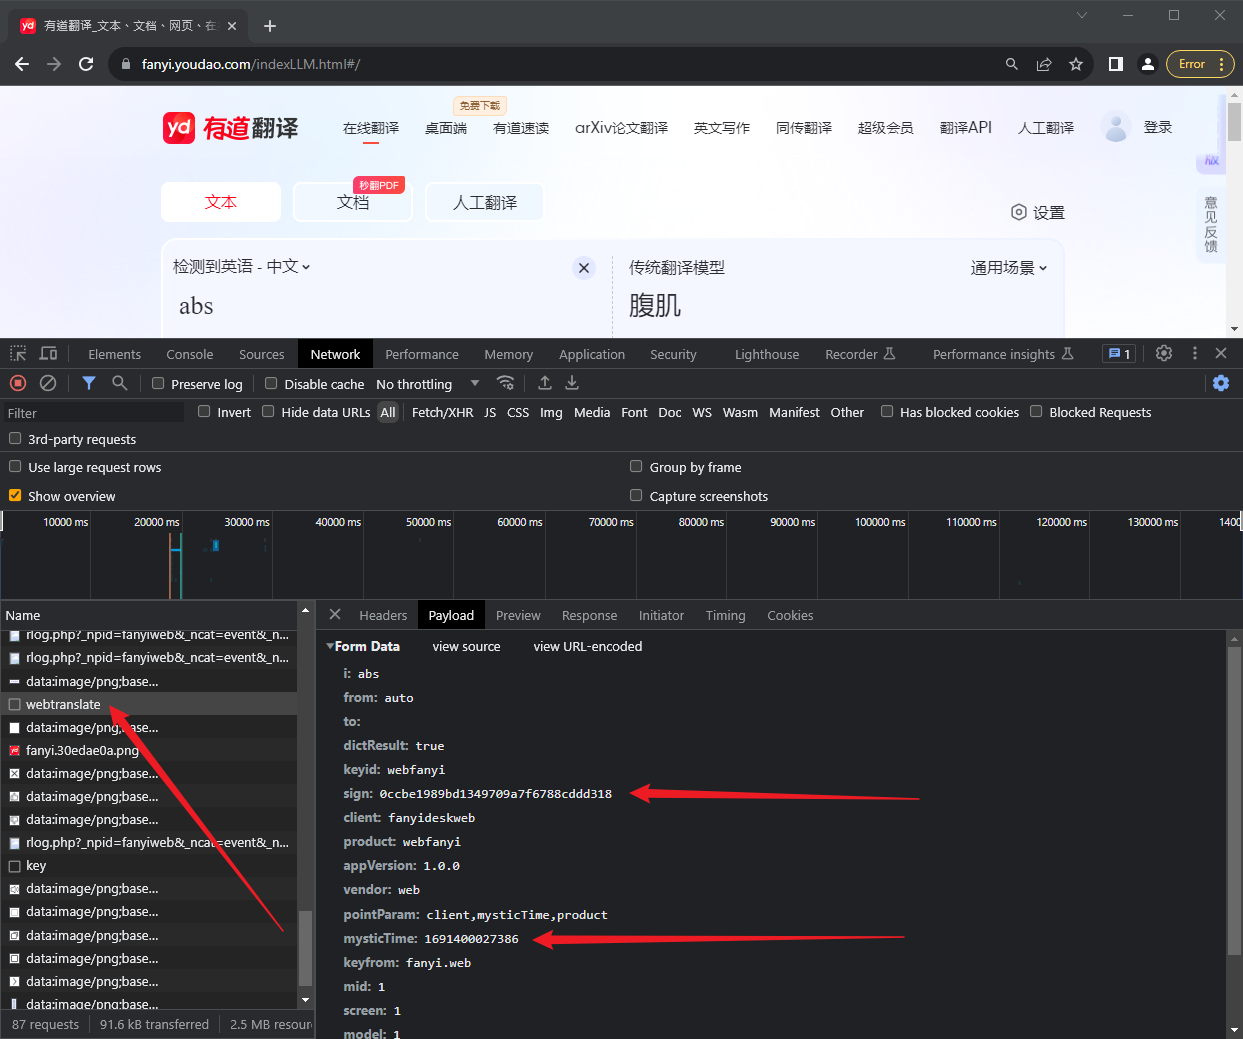 有道翻译_文本、文档、网页、在
fanyi.youdao.com/indexLLM.html#/
Error
免费下载
yd 有道翻译
在线翻译 桌面端 有道速读 arXiv论文翻译 英文写作 同传翻译 超级会员 翻译API 人工翻译 登录
版
秒翻PDF
文本 文档 人工翻译
设置
意见反馈
检测到英语 - 中文
传统翻译模型 通用场景
abs
腹肌
Elements Console Sources Network Performance Memory Application Security Lighthouse Recorder Performance insights 1
Preserve log Disable cache No throttling
Filter Invert Hide data URLs All Fetch/XHR JS CSS Img Media Font Doc WS Wasm Manifest Other Has blocked cookies Blocked Requests
3rd-party requests
Use large request rows Group by frame
Show overview Capture screenshots
10000 ms 20000 ms 30000 ms 40000 ms 50000 ms 60000 ms 70000 ms 80000 ms 90000 ms 100000 ms 110000 ms 120000 ms 130000 ms 1400
Name
rlog.php?_npid=fanyiweb&_ncat=event&_n...
rlog.php?_npid=fanyiweb&_ncat=event&_n...
data:image/png;base...
webtranslate
data:image/png;base...
fanyi.30edae0a.png
data:image/png;base...
data:image/png;base...
data:image/png;base...
rlog.php?_npid=fanyiweb&_ncat=event&_n...
key
data:image/png;base...
data:image/png;base...
data:image/png;base...
data:image/png;base...
data:image/png;base...
data:image/png;base...
87 requests 91.6 kB transferred 2.5 MB resour
Headers Payload Preview Response Initiator Timing Cookies
Form Data view source view URL-encoded
i: abs
from: auto
to:
dictResult: true
keyid: webfanyi
sign: 0ccbe1989bd1349709a7f6788cddd318
client: fanyideskweb
product: webfanyi
appVersion: 1.0.0
vendor: web
pointParam: client,mysticTime,product
mysticTime: 1691400027386
keyfrom: fanyi.web
mid: 1
screen: 1
model: 1